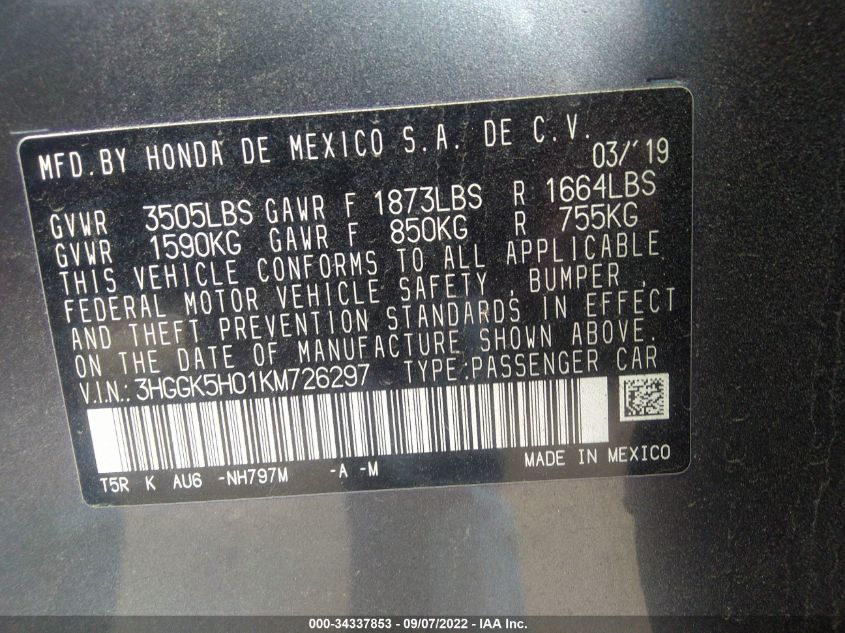 MFD.BY HONDA DE MEXICO S.A. DE C.V.
03/'19
GVWR 3505LBS GAWR F 1873LBS R 1664LBS
GVWR 1590KG GAWR F 850KG R 755KG
THIS VEHICLE CONFORMS TO ALL APPLICABLE
FEDERAL MOTOR VEHICLE SAFETY, BUMPER,
AND THEFT PREVENTION STANDARDS IN EFFECT
ON THE DATE OF MANUFACTURE SHOWN ABOVE.
V.I.N.:3HGGK5H01KM726297 TYPE:PASSENGER CAR
T5R K AU6 -NH797M -A -M MADE IN MEXICO
000-34337853 - 09/07/2022 - IAA Inc.